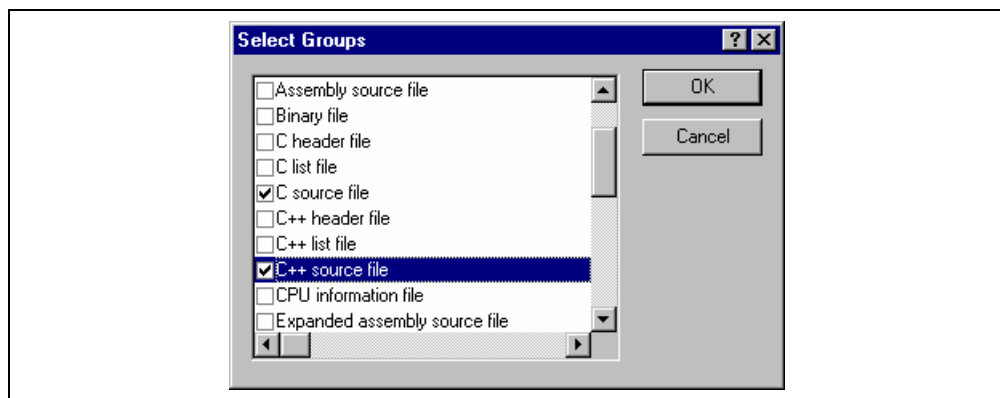 Select Groups
Assembly source file
Binary file
C header file
C list file
C source file
C++ header file
C++ list file
C++ source file
CPU information file
Expanded assembly source file
OK
Cancel